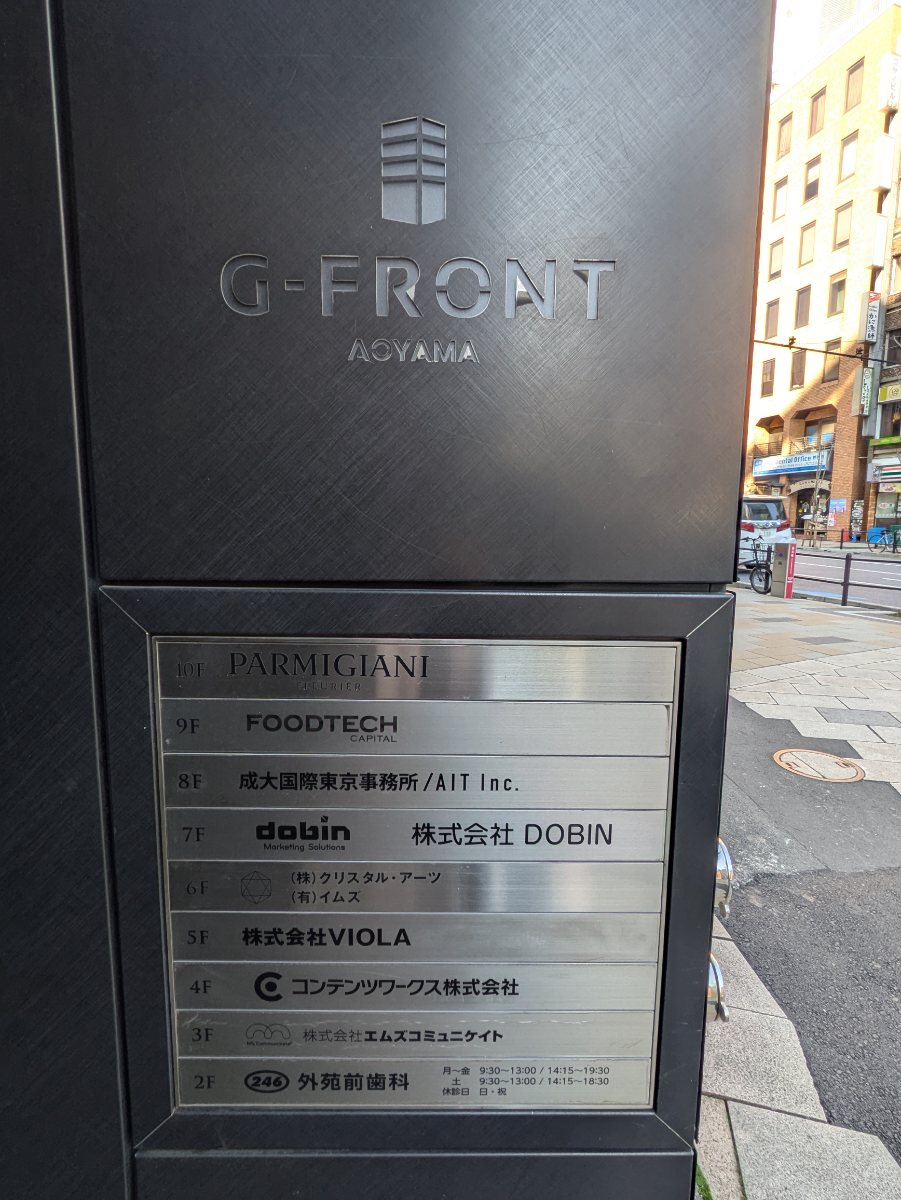 G-FRONT
AOYAMA
10F PARMIGIANI
FLEURIER
9F FOODTECH
CAPITAL
8F 成大国際東京事務所/AIT Inc.
7F dobin 株式会社 DOBIN
Marketing Solutions
6F (株)クリスタル・アーツ
(有)イムズ
5F 株式会社VIOLA
4F コンテンツワークス株式会社
3F 株式会社エムズコミュニケイト
2F 246 外苑前歯科
月〜金 9:30〜13:00 / 14:15〜19:30
土 9:30〜13:00 / 14:15〜18:30
休診日 日・祝
Rental Office